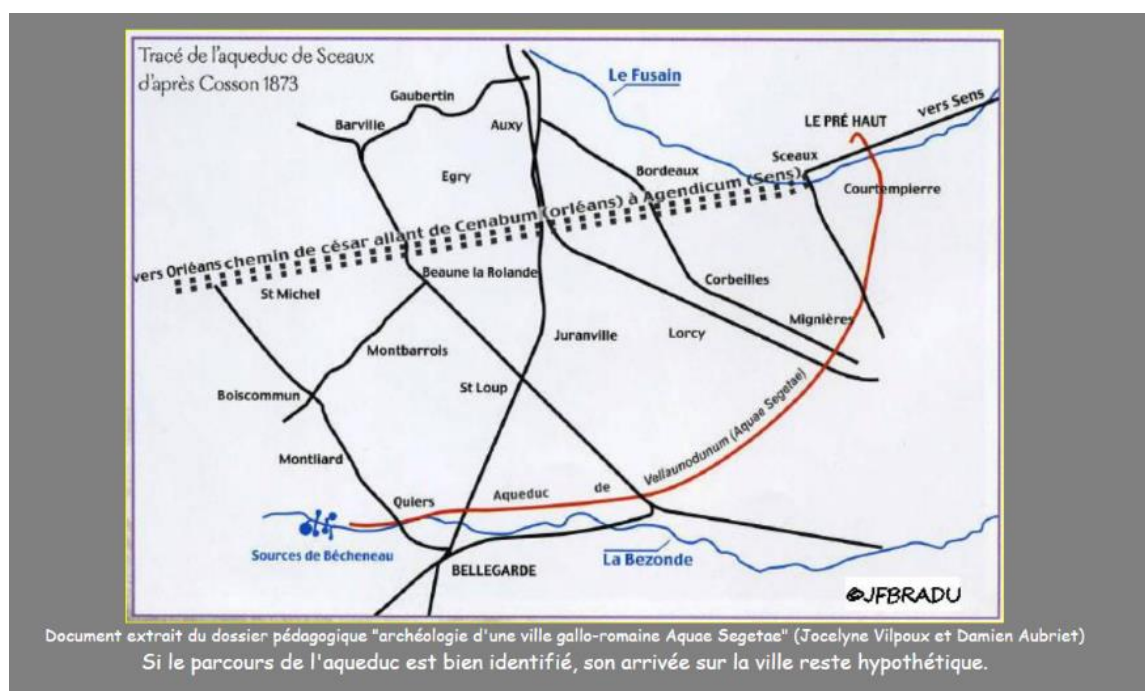 Tracé de l'aqueduc de Sceaux
d'après Cosson 1873
Le Fusain
Gaubertin
vers Sens
LE PRÉ HAUT
Barville
Auxy
Sceaux
Bordeaux
Egry
Courtempierre
vers Orléans chemin de césar allant de Cenabum (orléans) à Agendicum (Sens)
Beaune la Rolande
St Michel
Corbeilles
Mignières
Juranville
Lorcy
Montbarrois
St Loup
Boiscommun
Montliard
Quiers
Aqueduc de Vellaunodunum (Aquae Segetae)
Sources de Bécheneau
La Bezonde
BELLEGARDE
©JFBRADU
Document extrait du dossier pédagogique "archéologie d'une ville gallo-romaine Aquae Segetae" (Jocelyne Vilpoux et Damien Aubriet)
Si le parcours de l'aqueduc est bien identifié, son arrivée sur la ville reste hypothétique.